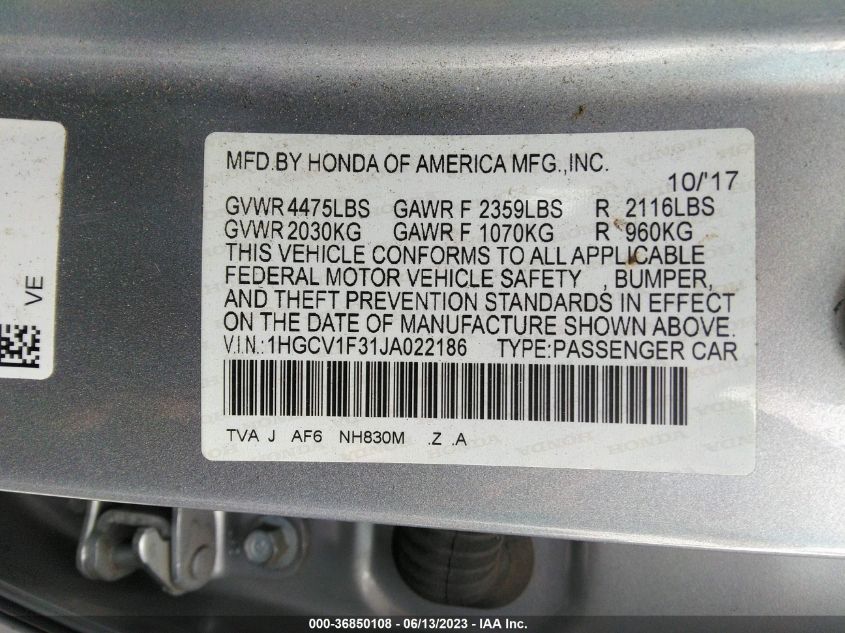 MFD.BY HONDA OF AMERICA MFG.,INC.
10/'17
GVWR 4475LBS GAWR F 2359LBS R 2116LBS
GVWR 2030KG GAWR F 1070KG R 960KG
THIS VEHICLE CONFORMS TO ALL APPLICABLE
FEDERAL MOTOR VEHICLE SAFETY , BUMPER,
AND THEFT PREVENTION STANDARDS IN EFFECT
ON THE DATE OF MANUFACTURE SHOWN ABOVE.
V.I.N.:1HGCV1F31JA022186 TYPE:PASSENGER CAR
TVA J AF6 NH830M .Z .A
VE
000-36850108 - 06/13/2023 - IAA Inc.